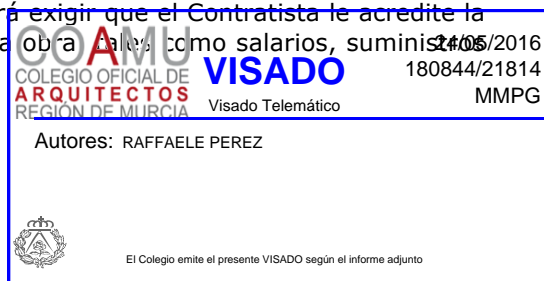 rá exigir que el Contratista le acredite la
a obra tales como salarios, suministros
24/05/2016
COAMU
COLEGIO OFICIAL DE
ARQUITECTOS
REGIÓN DE MURCIA
VISADO
Visado Telemático
180844/21814
MMPG
Autores: RAFFAELE PEREZ
El Colegio emite el presente VISADO según el informe adjunto